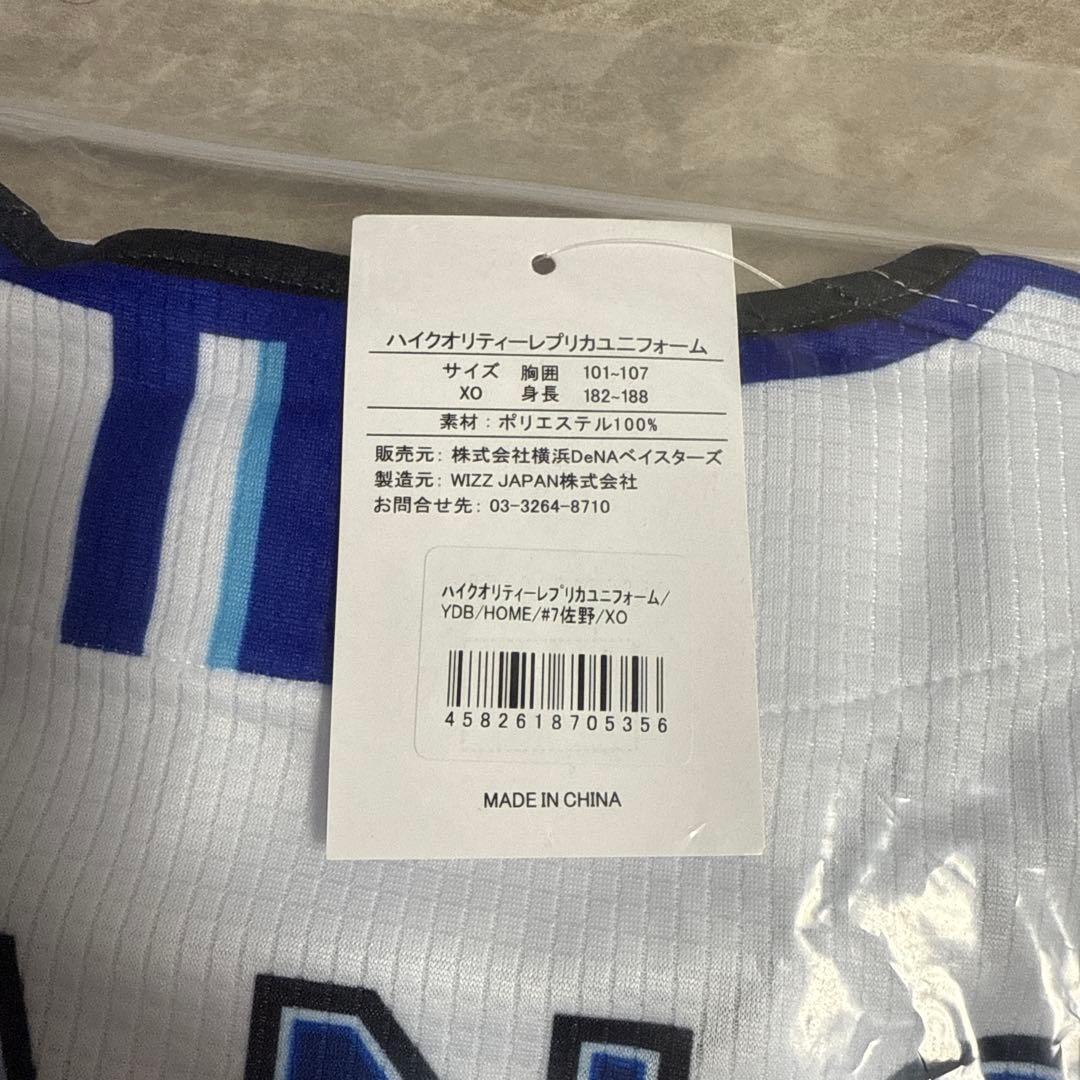 ハイクオリティーレプリカユニフォーム
サイズ 胸囲 101~107
XO 身長 182~188
素材：ポリエステル100%
販売元：株式会社横浜DeNAベイスターズ
製造元：WIZZ JAPAN株式会社
お問合せ先：03-3264-8710
ハイクオリティーレプリカユニフォーム/
YDB/HOME/#7佐野/XO
4582618705356
MADE IN CHINA